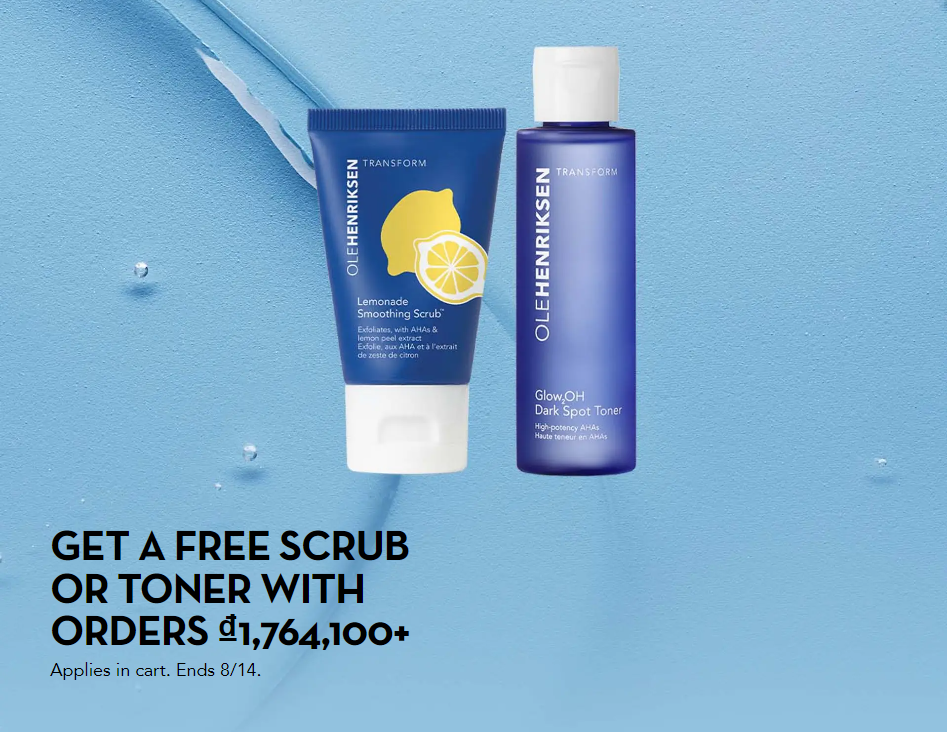 OLEHENRIKSEN
TRANSFORM
Lemonade
Smoothing Scrub™
Exfoliates, with AHAs &
lemon peel extract
Exfolie, aux AHA et à l'extrait
de zeste de citron
OLEHENRIKSEN
TRANSFORM
Glow₂OH
Dark Spot Toner
High-potency AHAs
Haute teneur en AHAs
GET A FREE SCRUB
OR TONER WITH
ORDERS ₫1,764,100+
Applies in cart. Ends 8/14.